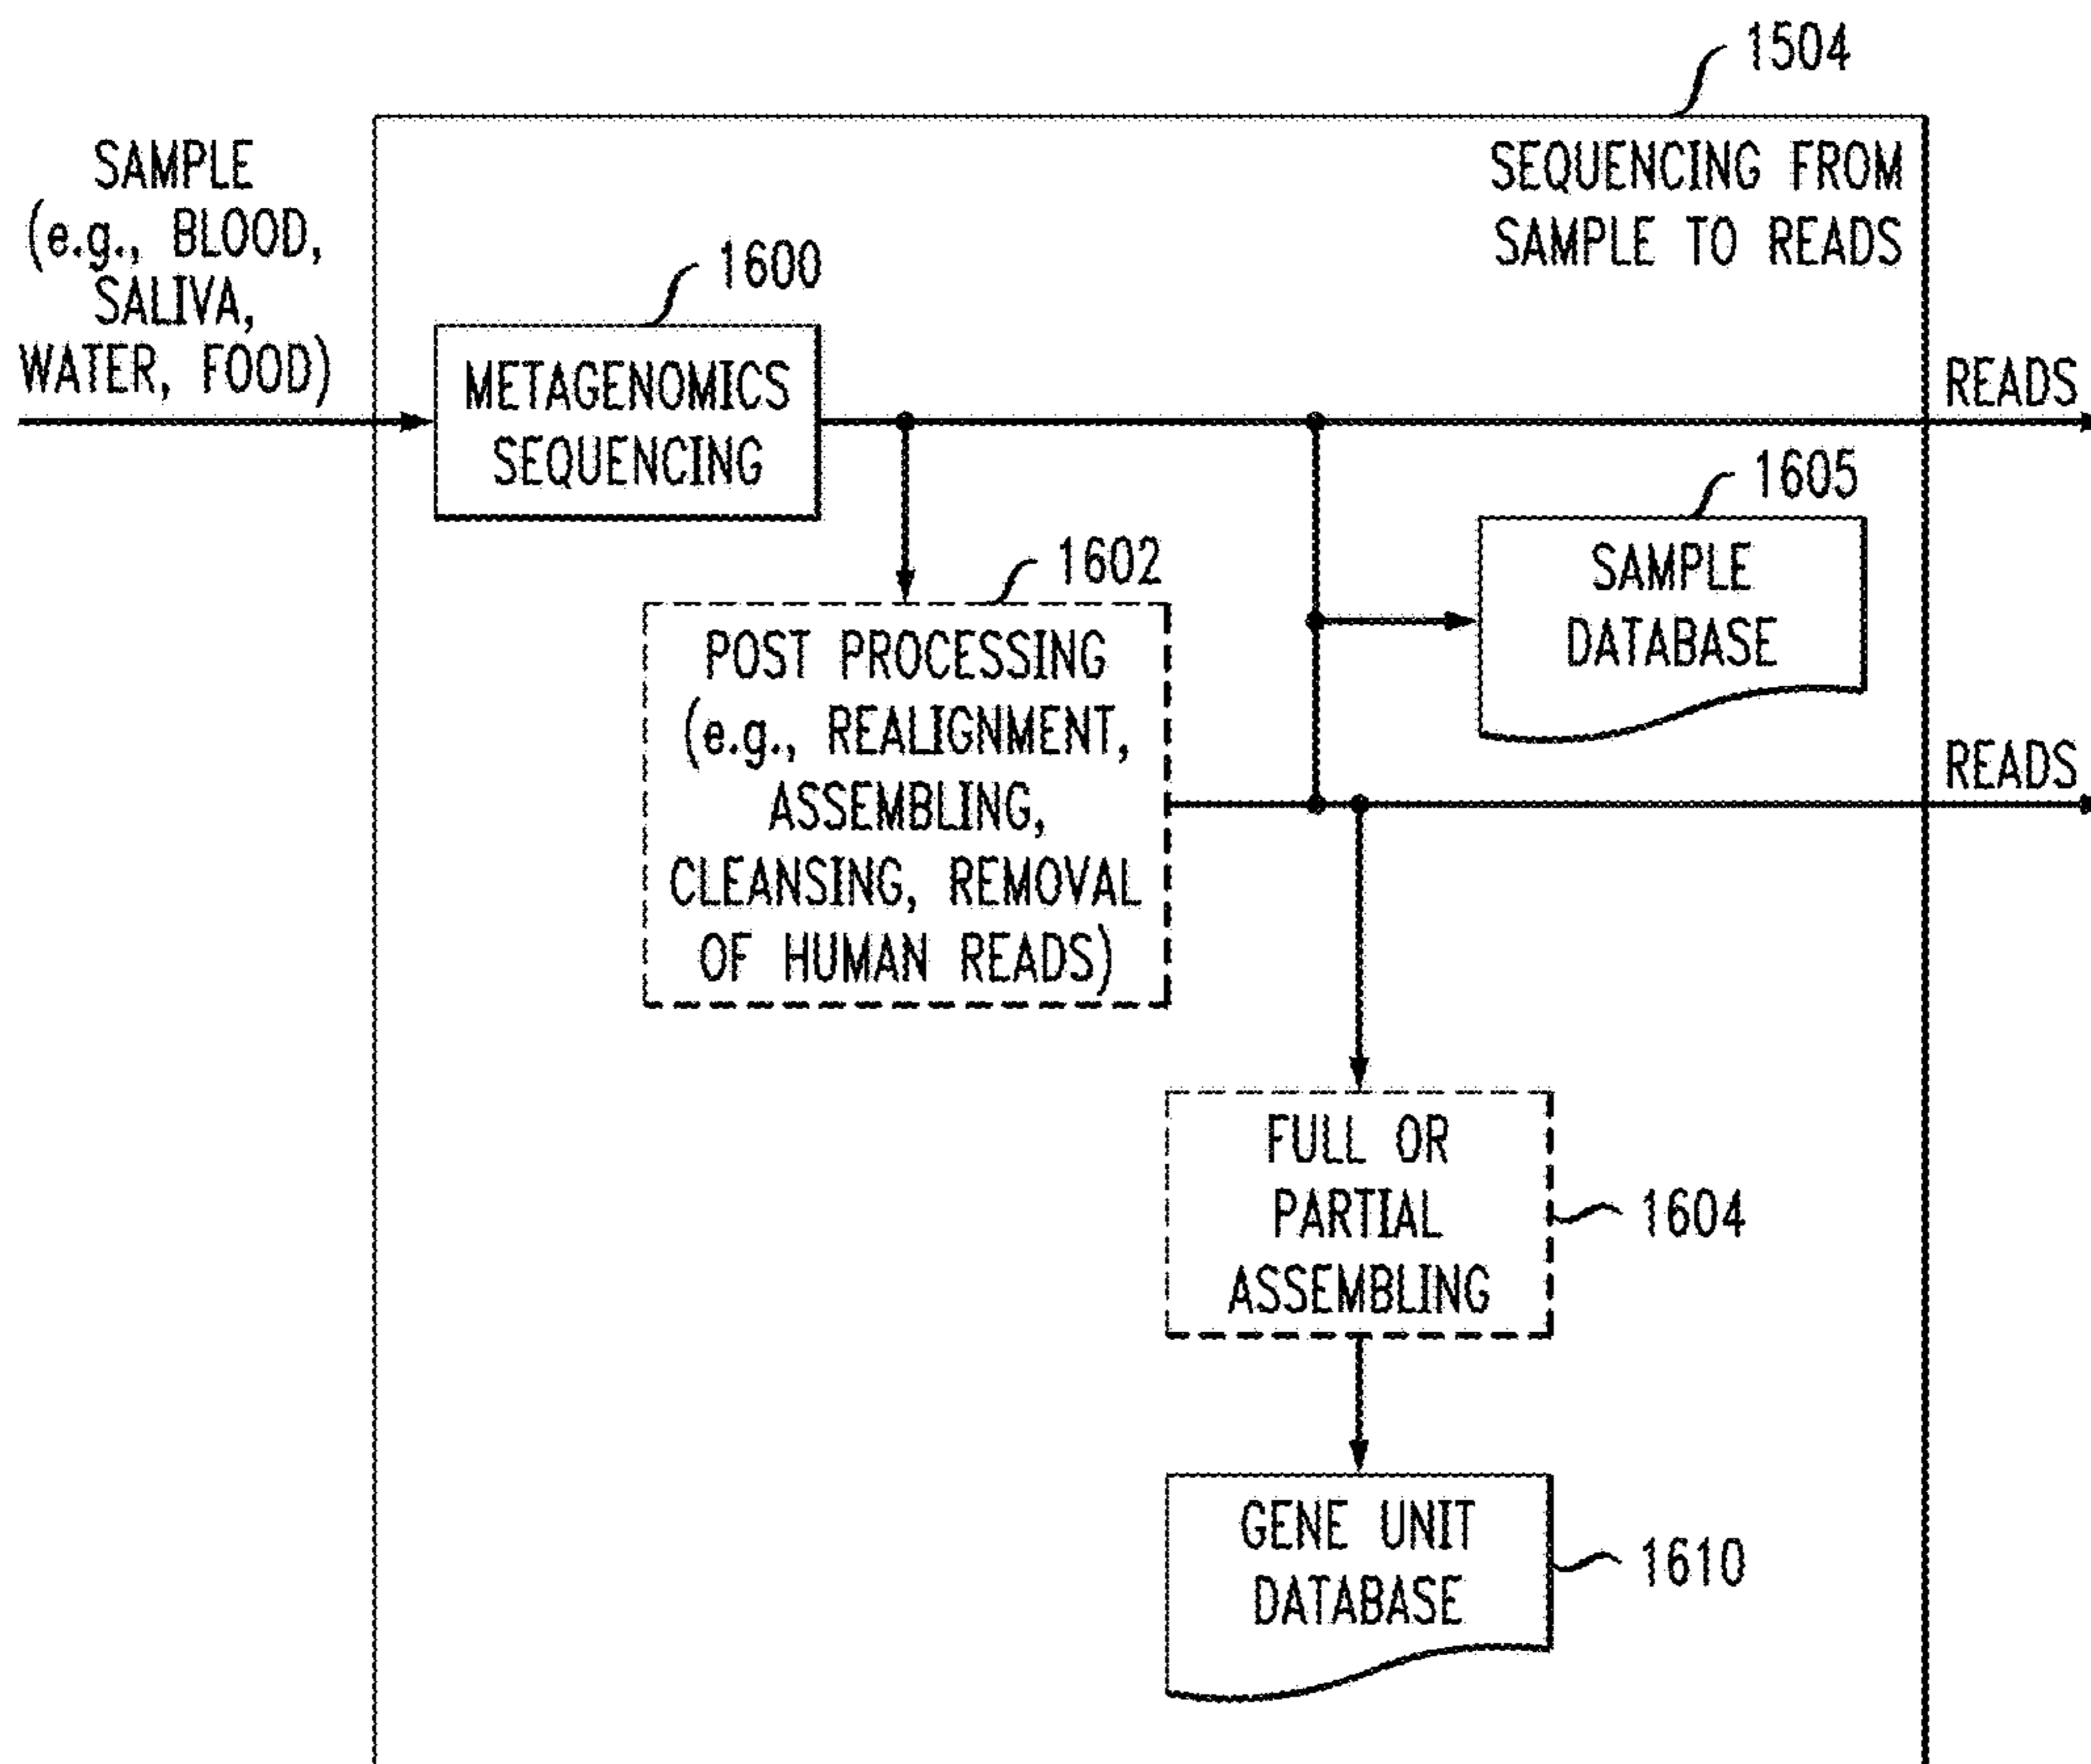 1504
SAMPLE
(e.g., BLOOD,
SALIVA,
WATER, FOOD)
SEQUENCING FROM
SAMPLE TO READS
1600
METAGENOMICS
SEQUENCING
READS
1605
SAMPLE
DATABASE
1602
POST PROCESSING
(e.g., REALIGNMENT,
ASSEMBLING,
CLEANSING, REMOVAL
OF HUMAN READS)
READS
FULL OR
PARTIAL
ASSEMBLING
1604
GENE UNIT
DATABASE
1610